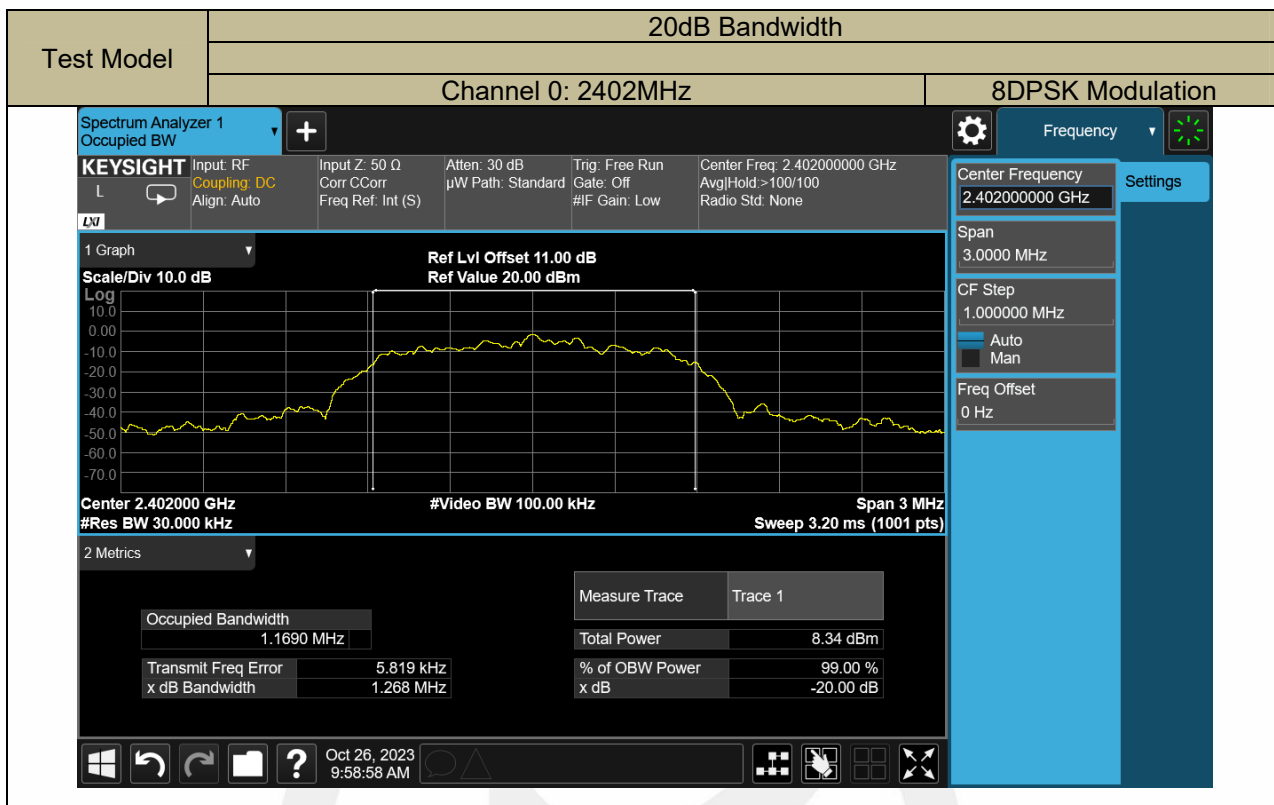 20dB Bandwidth
Test Model
Channel 0: 2402MHz 8DPSK Modulation
Spectrum Analyzer 1
Occupied BW
+
Frequency
KEYSIGHT
L
LXI
Input: RF
Coupling: DC
Align: Auto
Input Z: 50 Ω
Corr CCorr
Freq Ref: Int (S)
Atten: 30 dB
µW Path: Standard
Trig: Free Run
Gate: Off
#IF Gain: Low
Center Freq: 2.402000000 GHz
Avg|Hold:>100/100
Radio Std: None
Center Frequency
2.402000000 GHz
Settings
Span
3.0000 MHz
CF Step
1.000000 MHz
Auto
Man
Freq Offset
0 Hz
1 Graph
Scale/Div 10.0 dB
Ref Lvl Offset 11.00 dB
Ref Value 20.00 dBm
Log
10.0
0.00
-10.0
-20.0
-30.0
-40.0
-50.0
-60.0
-70.0
Center 2.402000 GHz #Video BW 100.00 kHz Span 3 MHz
#Res BW 30.000 kHz Sweep 3.20 ms (1001 pts)
2 Metrics
Measure Trace Trace 1
Occupied Bandwidth
1.1690 MHz
Total Power 8.34 dBm
Transmit Freq Error 5.819 kHz
% of OBW Power 99.00 %
x dB Bandwidth 1.268 MHz
x dB -20.00 dB
?
Oct 26, 2023
9:58:58 AM